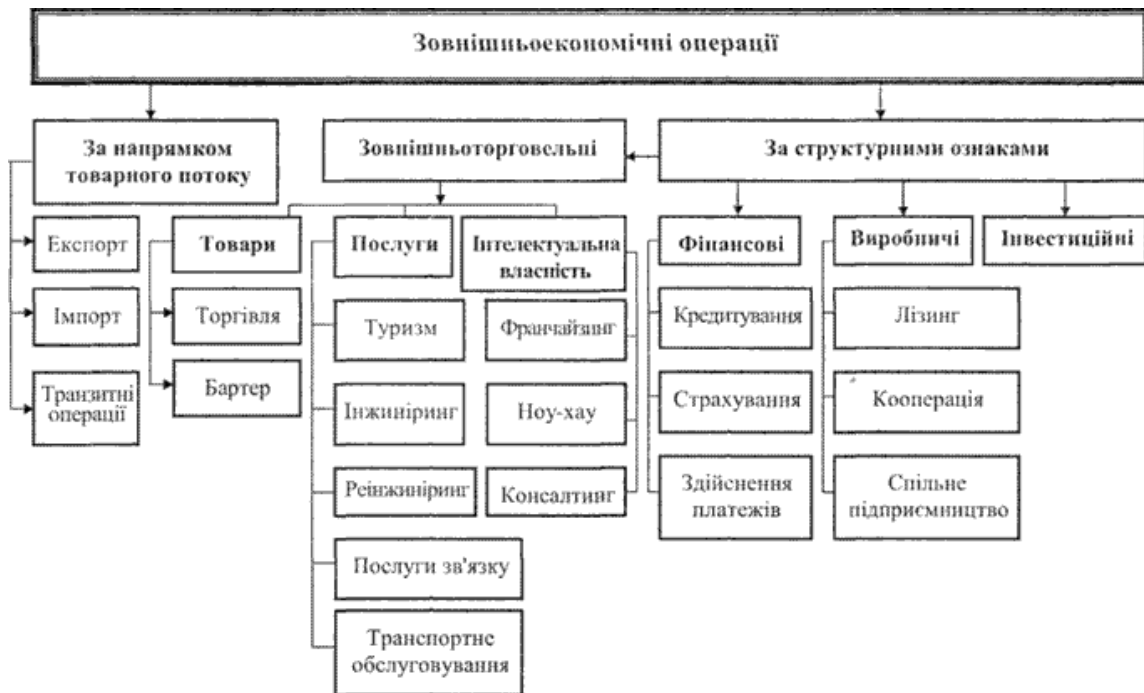 Зовнішньоекономічні операції
За напрямком
товарного потоку
Зовнішньоторговельні
За структурними ознаками
Експорт
Імпорт
Транзитні
операції
Товари
Торгівля
Бартер
Послуги
Туризм
Інжиніринг
Реінжиніринг
Послуги зв'язку
Транспортне
обслуговування
Інтелектуальна
власність
Франчайзинг
Ноу-хау
Консалтинг
Фінансові
Кредитування
Страхування
Здійснення
платежів
Виробничі
Лізинг
Кооперація
Спільне
підприємництво
Інвестиційні